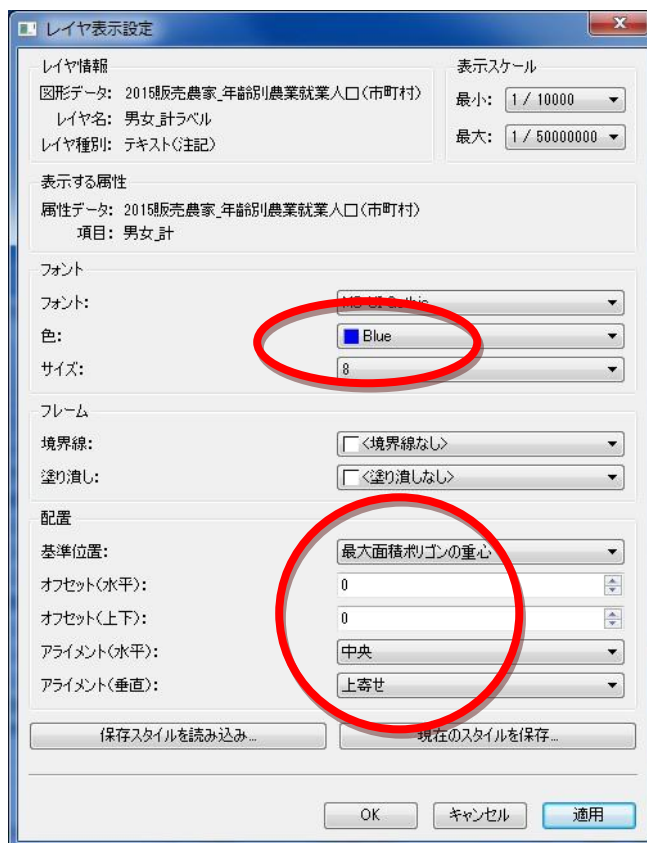 レイヤ表示設定
レイヤ情報
図形データ: 2015販売農家_年齢別農業就業人口(市町村)
レイヤ名: 男女_計ラベル
レイヤ種別: テキスト(注記)
表示スケール
最小: 1 / 10000
最大: 1 / 50000000
表示する属性
属性データ: 2015販売農家_年齢別農業就業人口(市町村)
項目: 男女_計
フォント
フォント: MS UI Gothic
色: Blue
サイズ: 8
フレーム
境界線: <境界線なし>
塗り潰し: <塗り潰しなし>
配置
基準位置: 最大面積ポリゴンの重心
オフセット(水平): 0
オフセット(上下): 0
アライメント(水平): 中央
アライメント(垂直): 上寄せ
保存スタイルを読み込み... 現在のスタイルを保存...
OK キャンセル 適用